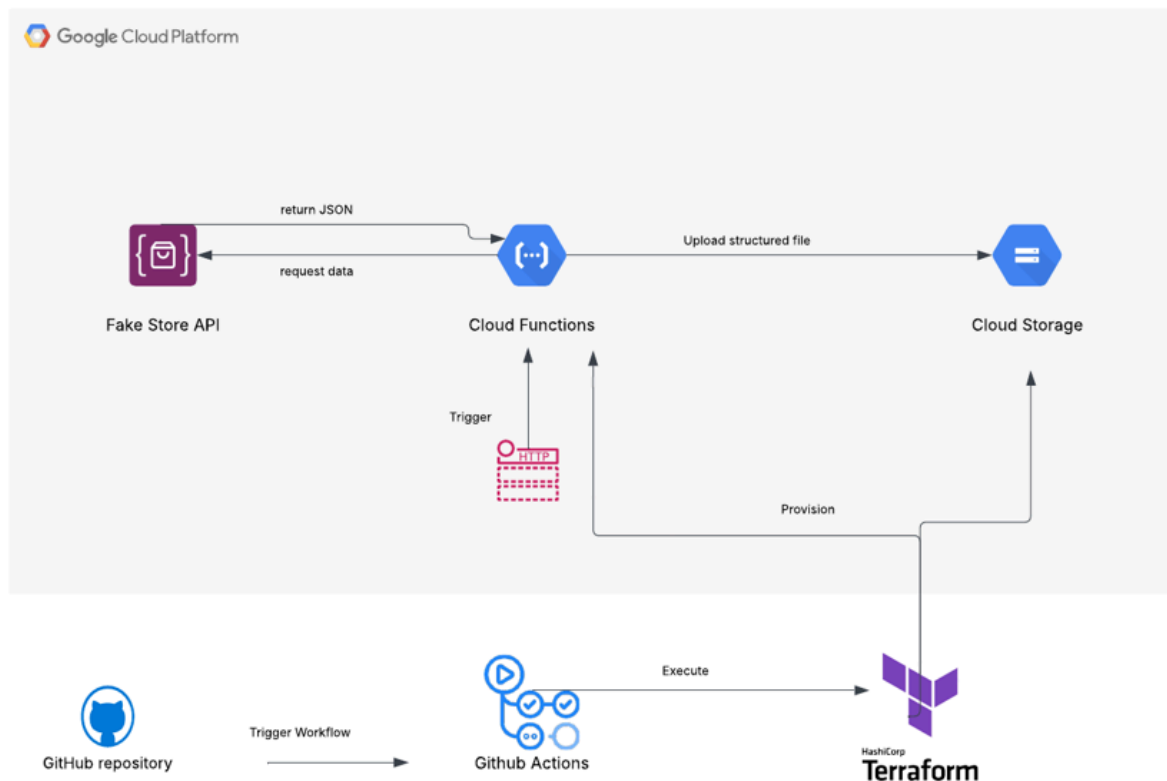 Google Cloud Platform
return JSON
Upload structured file
request data
Fake Store API
Cloud Functions
Cloud Storage
Trigger
HTTP
Provision
Execute
Trigger Workflow
GitHub repository
Github Actions
HashiCorp
Terraform